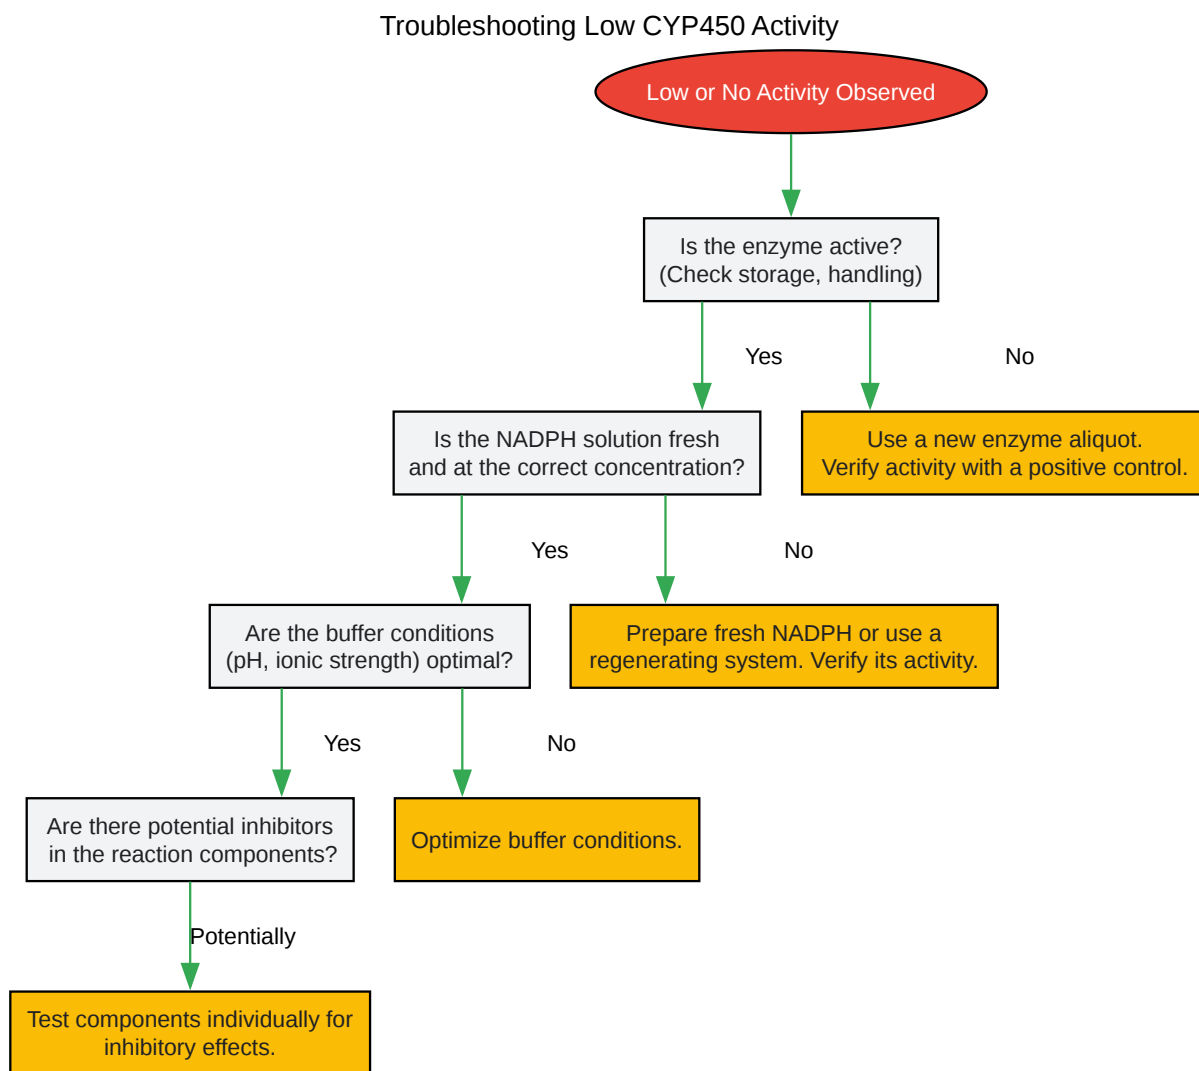 Troubleshooting Low CYP450 Activity
Low or No Activity Observed
Is the enzyme active?
(Check storage, handling)
Yes
No
Is the NADPH solution fresh
and at the correct concentration?
Use a new enzyme aliquot.
Verify activity with a positive control.
Yes
No
Are the buffer conditions
(pH, ionic strength) optimal?
Prepare fresh NADPH or use a
regenerating system. Verify its activity.
Yes
No
Are there potential inhibitors
in the reaction components?
Optimize buffer conditions.
Potentially
Test components individually for
inhibitory effects.